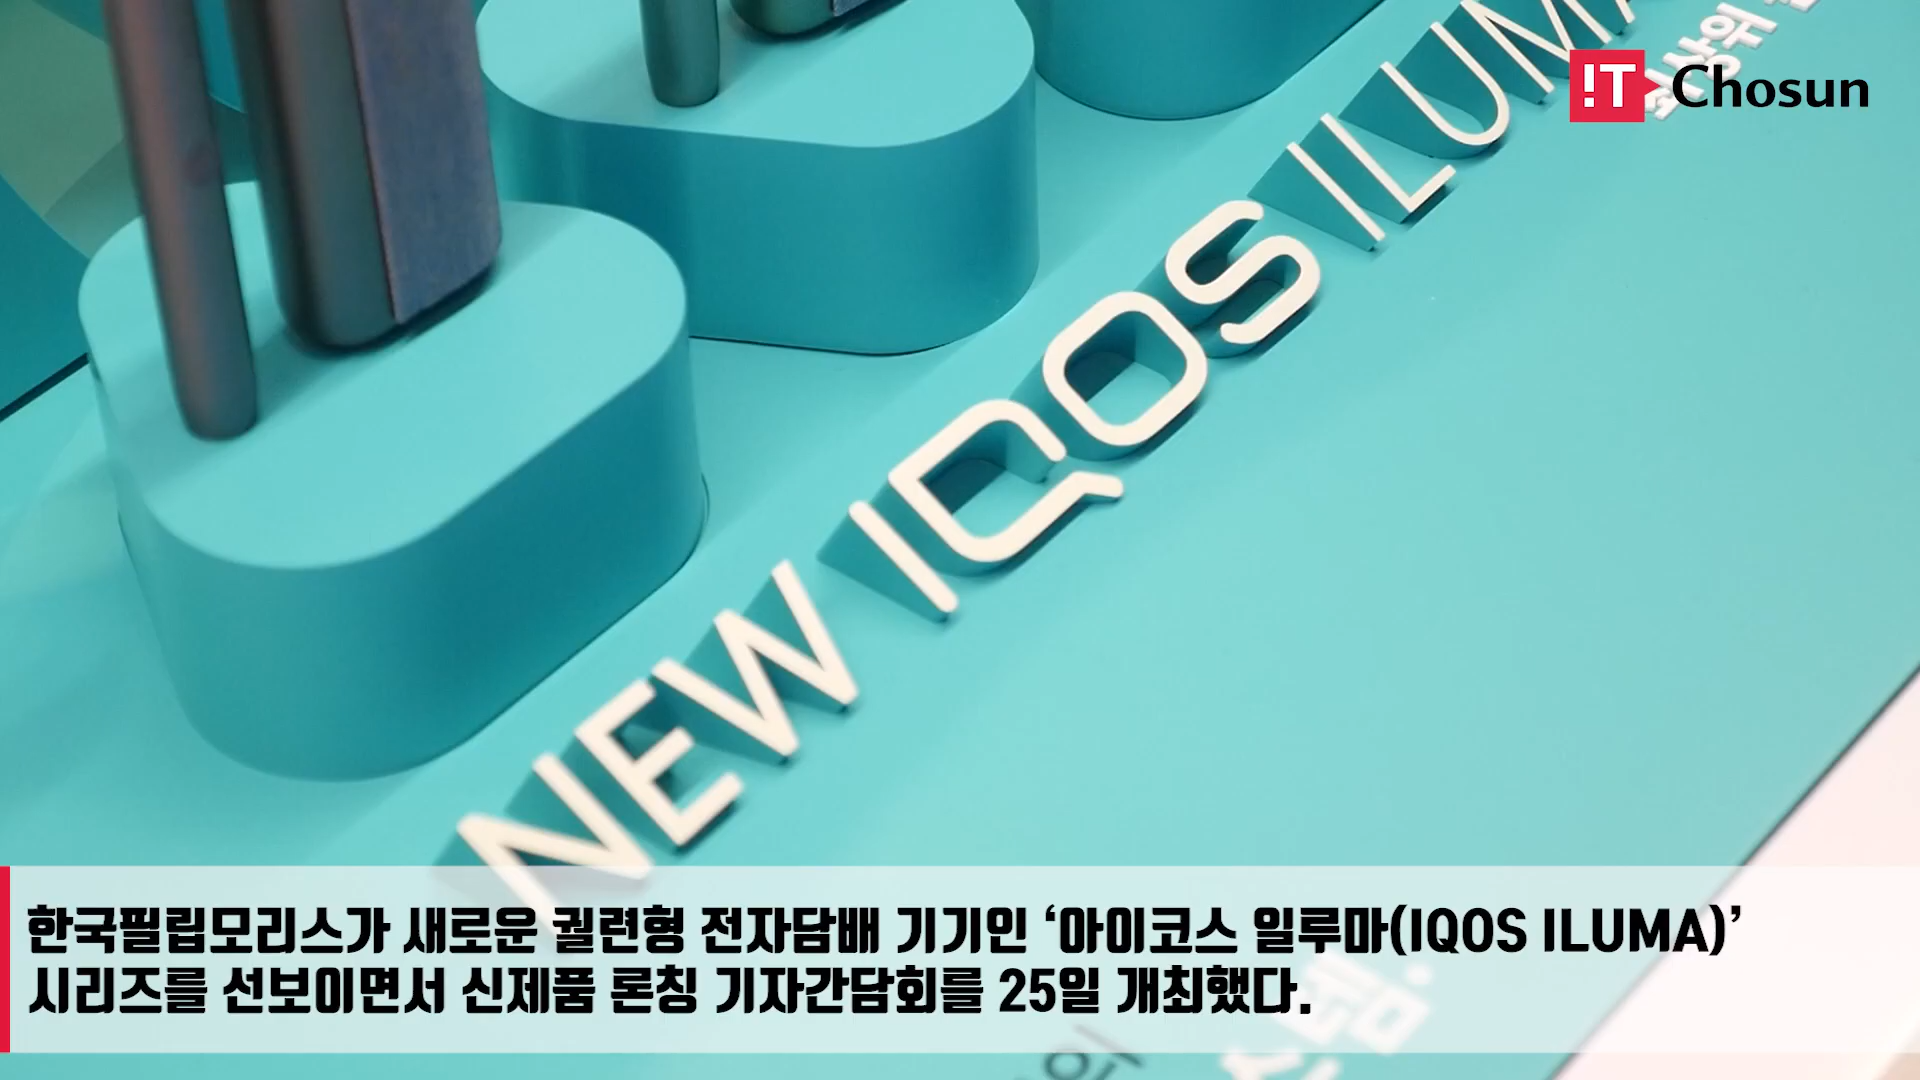 !T Chosun
NEW IQOS ILUMA
한국필립모리스가 새로운 궐련형 전자담배 기기인 ‘아이코스 일루마(IQOS ILUMA)’
시리즈를 선보이면서 신제품 론칭 기자간담회를 25일 개최했다.